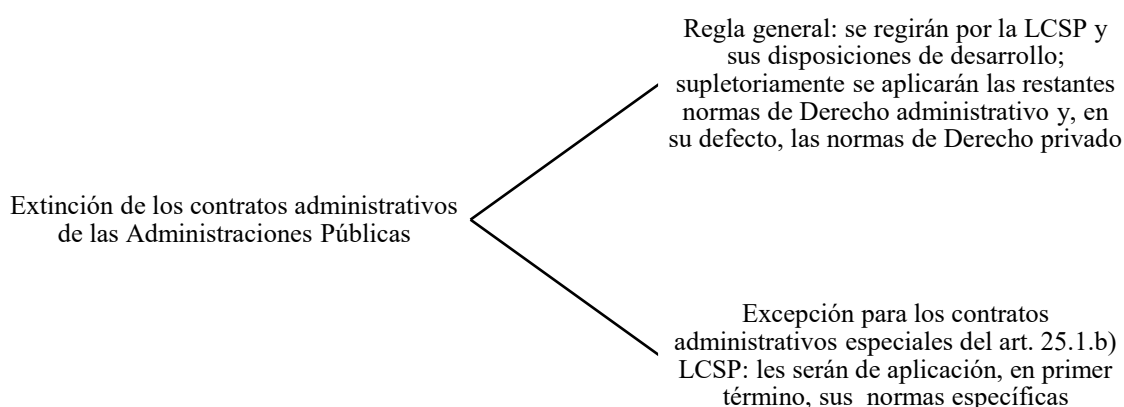 Regla general: se regirán por la LCSP y
sus disposiciones de desarrollo;
supletoriamente se aplicarán las restantes
normas de Derecho administrativo y, en
su defecto, las normas de Derecho privado
Extinción de los contratos administrativos
de las Administraciones Públicas
Excepción para los contratos
administrativos especiales del art. 25.1.b)
LCSP: les serán de aplicación, en primer
término, sus  normas específicas